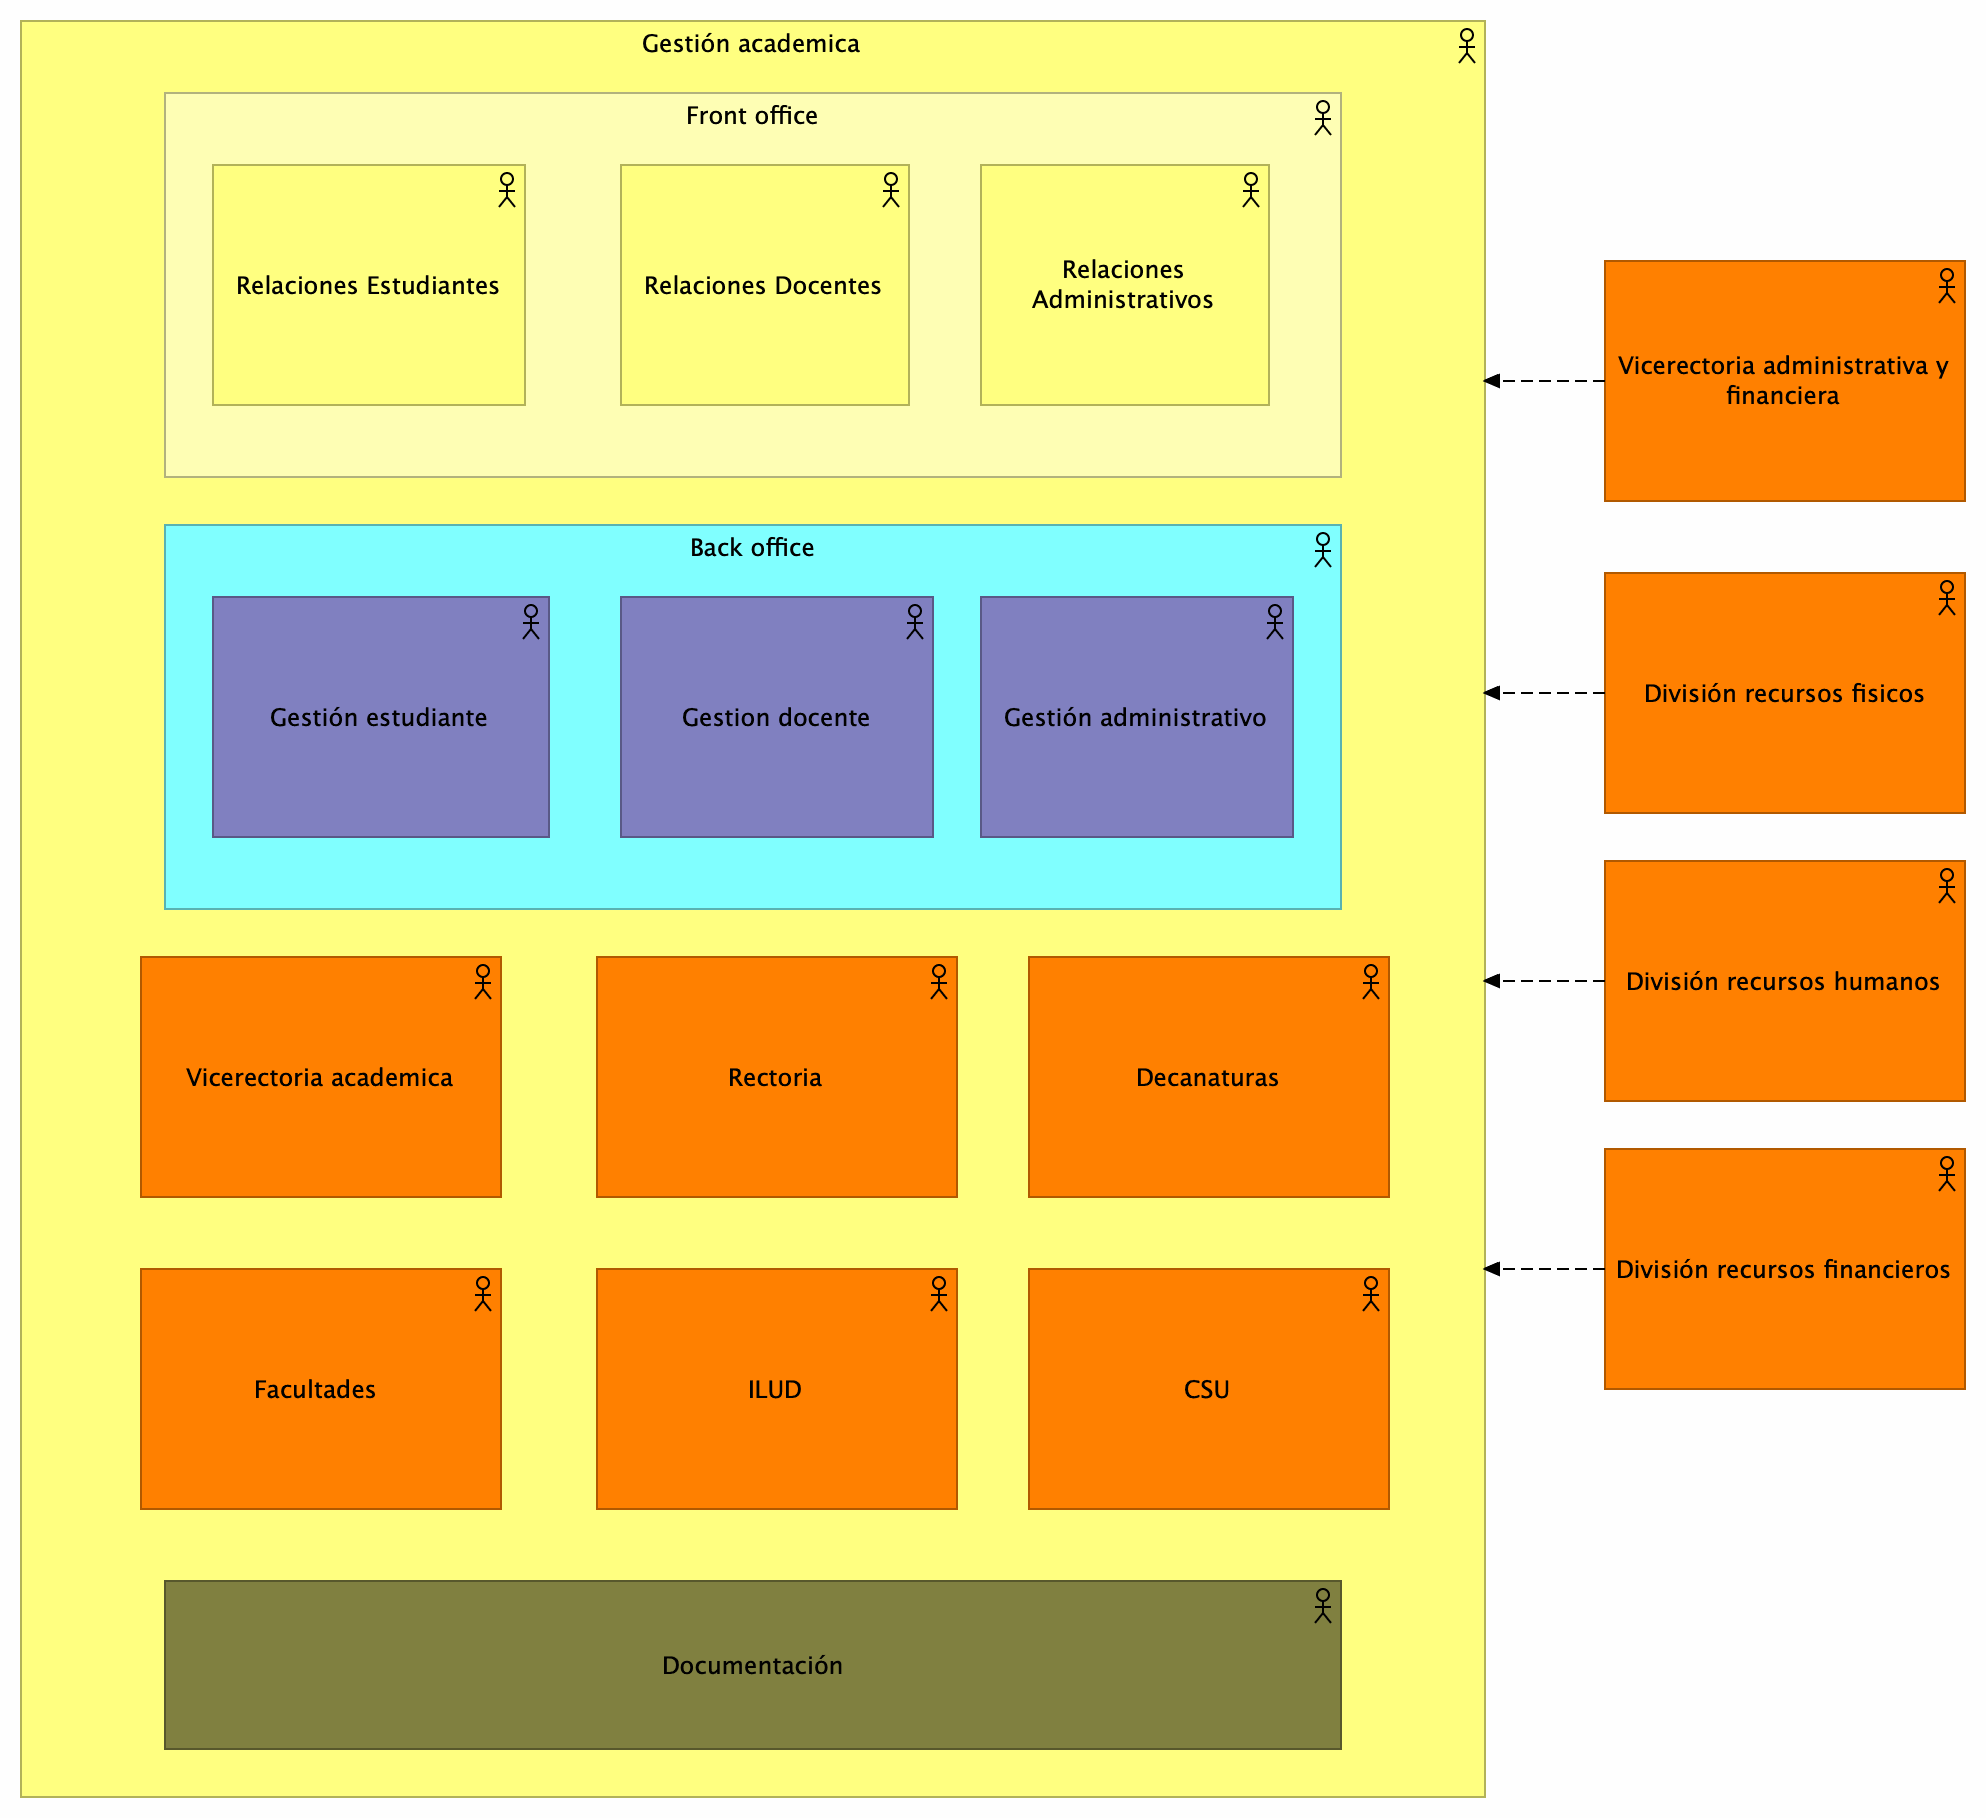 Gestión academica
Front office
Relaciones Estudiantes
Relaciones Docentes
Relaciones
Administrativos
Back office
Gestión estudiante
Gestion docente
Gestión administrativo
Vicerectoria academica
Rectoria
Decanaturas
Facultades
ILUD
CSU
Documentación
Vicerectoria administrativa y
financiera
División recursos fisicos
División recursos humanos
División recursos financieros